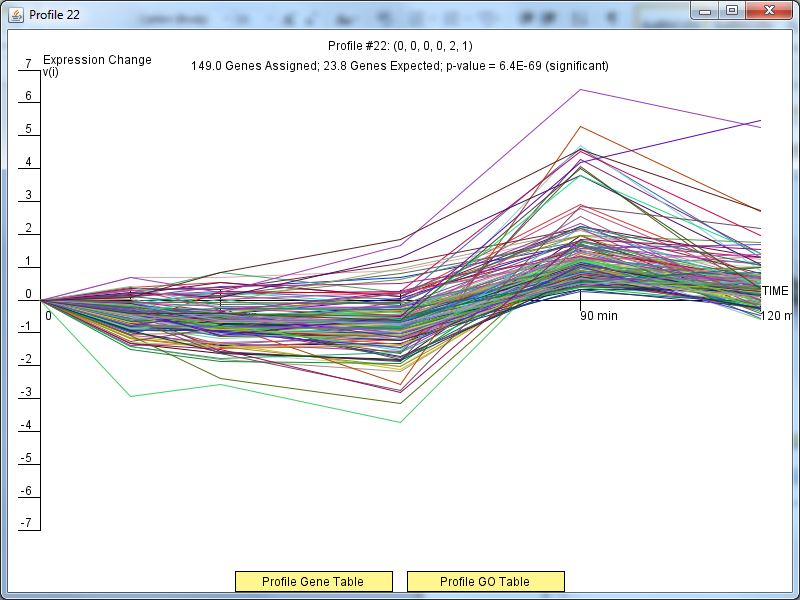 Profile 22
Profile #22: (0, 0, 0, 0, 2, 1)
Expression Change
v(i)
149.0 Genes Assigned; 23.8 Genes Expected; p-value = 6.4E-69 (significant)
7
6
5
4
3
2
1
0
-1
-2
-3
-4
-5
-6
-7
TIME
0
90 min
120 m
Profile Gene Table
Profile GO Table